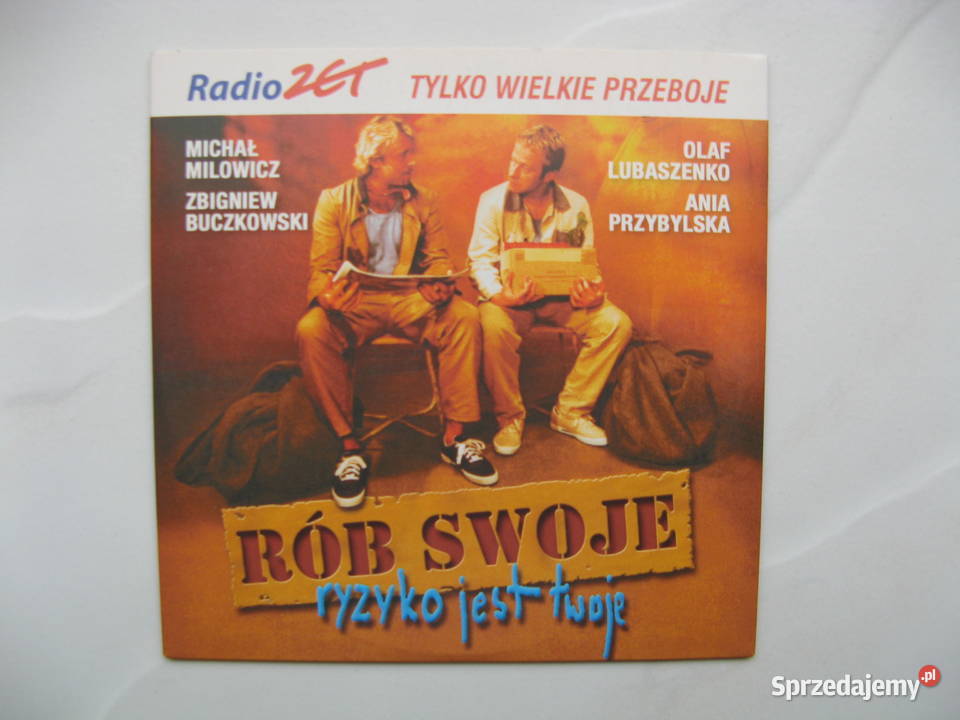 Radio ZET TYLKO WIELKIE PRZEBOJE
MICHAŁ
MILOWICZ
ZBIGNIEW
BUCZKOWSKI
OLAF
LUBASZENKO
ANIA
PRZYBYLSKA
RÓB SWOJE
ryzyko jest twoje
Sprzedajemy.pl